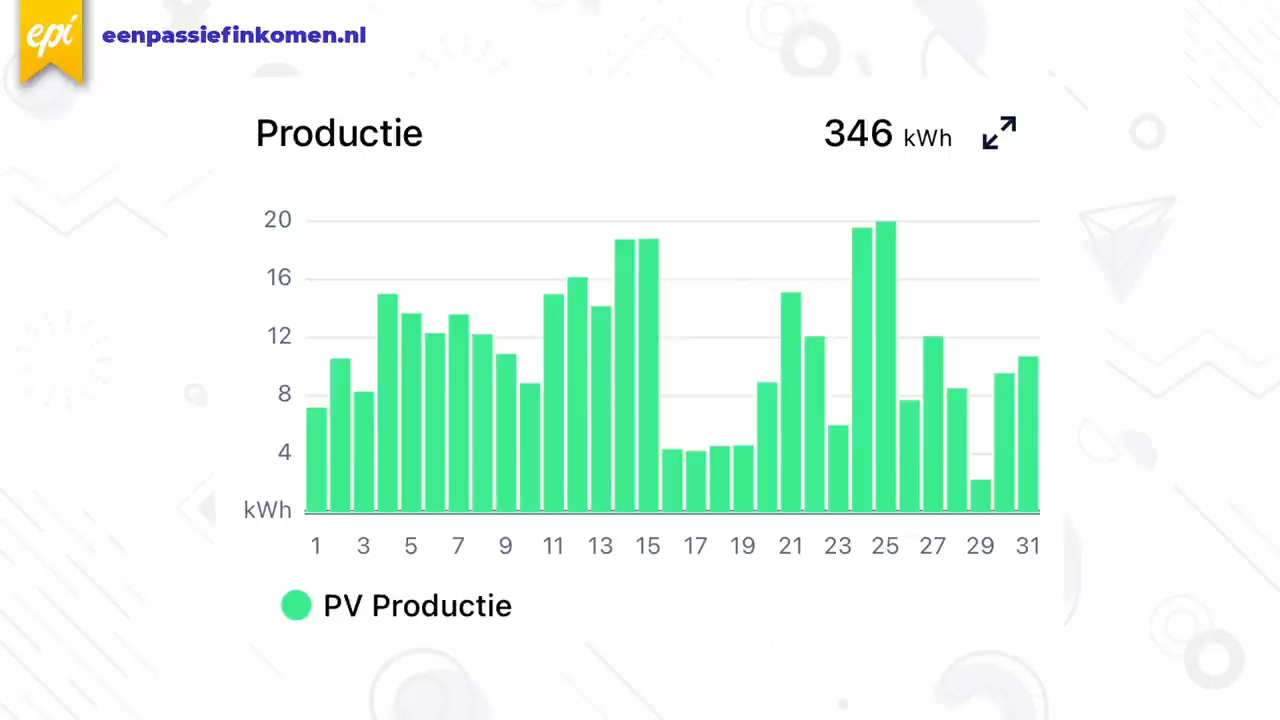 epi
eenpassiefinkomen.nl
Productie 346 kWh
20
16
12
8
4
kWh
1 3 5 7 9 11 13 15 17 19 21 23 25 27 29 31
PV Productie